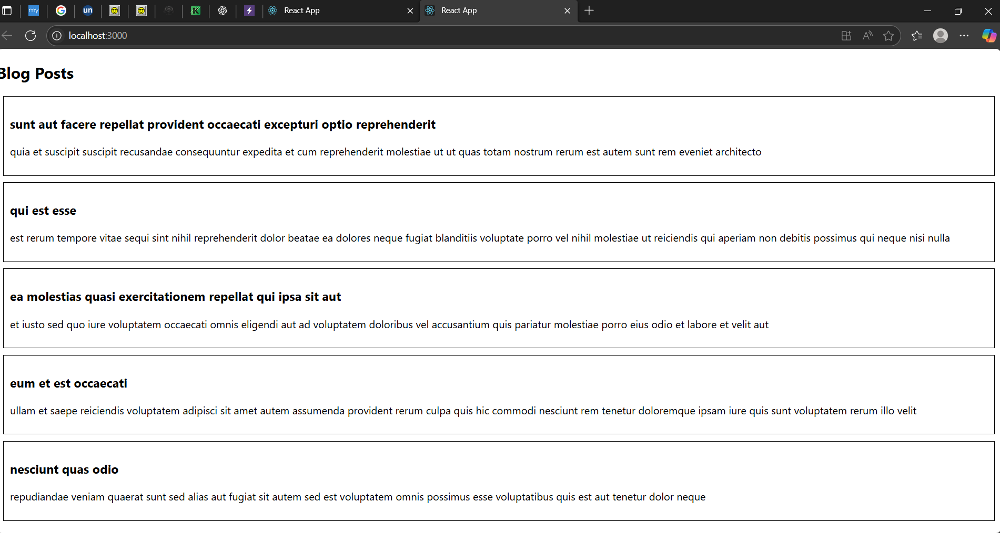 my
un
K
React App
React App
localhost:3000
Blog Posts
sunt aut facere repellat provident occaecati excepturi optio reprehenderit
quia et suscipit suscipit recusandae consequuntur expedita et cum reprehenderit molestiae ut ut quas totam nostrum rerum est autem sunt rem eveniet architecto
qui est esse
est rerum tempore vitae sequi sint nihil reprehenderit dolor beatae ea dolores neque fugiat blanditiis voluptate porro vel nihil molestiae ut reiciendis qui aperiam non debitis possimus qui neque nisi nulla
ea molestias quasi exercitationem repellat qui ipsa sit aut
et iusto sed quo iure voluptatem occaecati omnis eligendi aut ad voluptatem doloribus vel accusantium quis pariatur molestiae porro eius odio et labore et velit aut
eum et est occaecati
ullam et saepe reiciendis voluptatem adipisci sit amet autem assumenda provident rerum culpa quis hic commodi nesciunt rem tenetur doloremque ipsam iure quis sunt voluptatem rerum illo velit
nesciunt quas odio
repudiandae veniam quaerat sunt sed alias aut fugiat sit autem sed est voluptatem omnis possimus esse voluptatibus quis est aut tenetur dolor neque